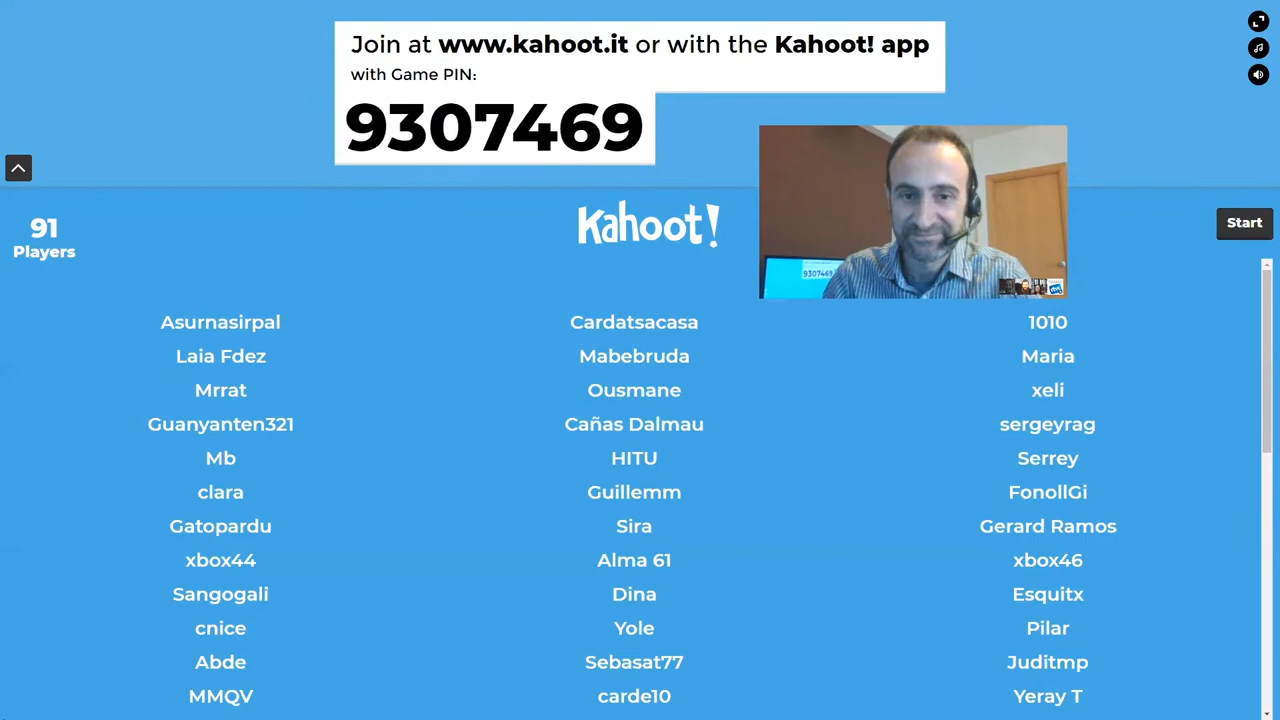 Join at www.kahoot.it or with the Kahoot! app
with Game PIN:
9307469
91
Players
Kahoot!
9307469
rtve
Start
Asurnasirpal Cardatsacasa 1010
Laia Fdez Mabebruda Maria
Mrrat Ousmane xeli
Guanyanten321 Cañas Dalmau sergeyrag
Mb HITU Serrey
clara Guillemm FonollGi
Gatopardu Sira Gerard Ramos
xbox44 Alma 61 xbox46
Sangogali Dina Esquitx
cnice Yole Pilar
Abde Sebasat77 Juditmp
MMQV carde10 Yeray T